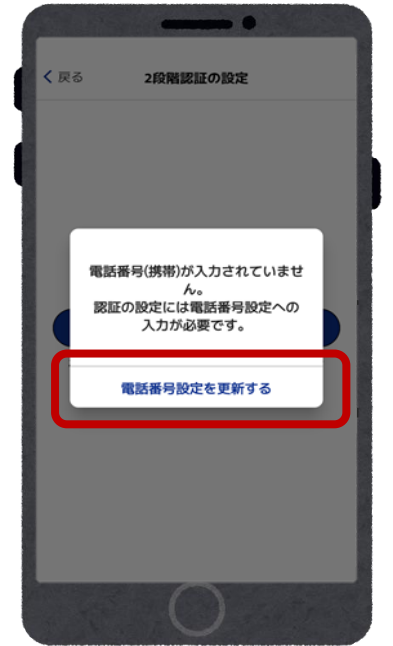 戻る
2段階認証の設定
電話番号(携帯)が入力されていませ
ん。
認証の設定には電話番号設定への
入力が必要です。
電話番号設定を更新する